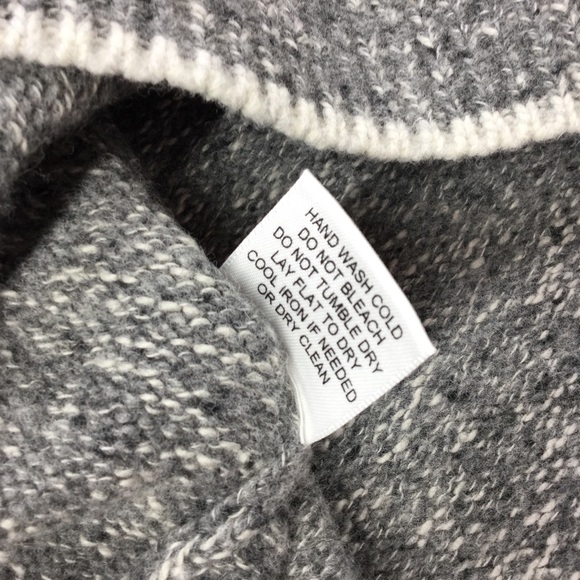 HAND WASH COLD
DO NOT BLEACH
DO NOT TUMBLE DRY
LAY FLAT TO DRY
COOL IRON IF NEEDED
OR DRY CLEAN